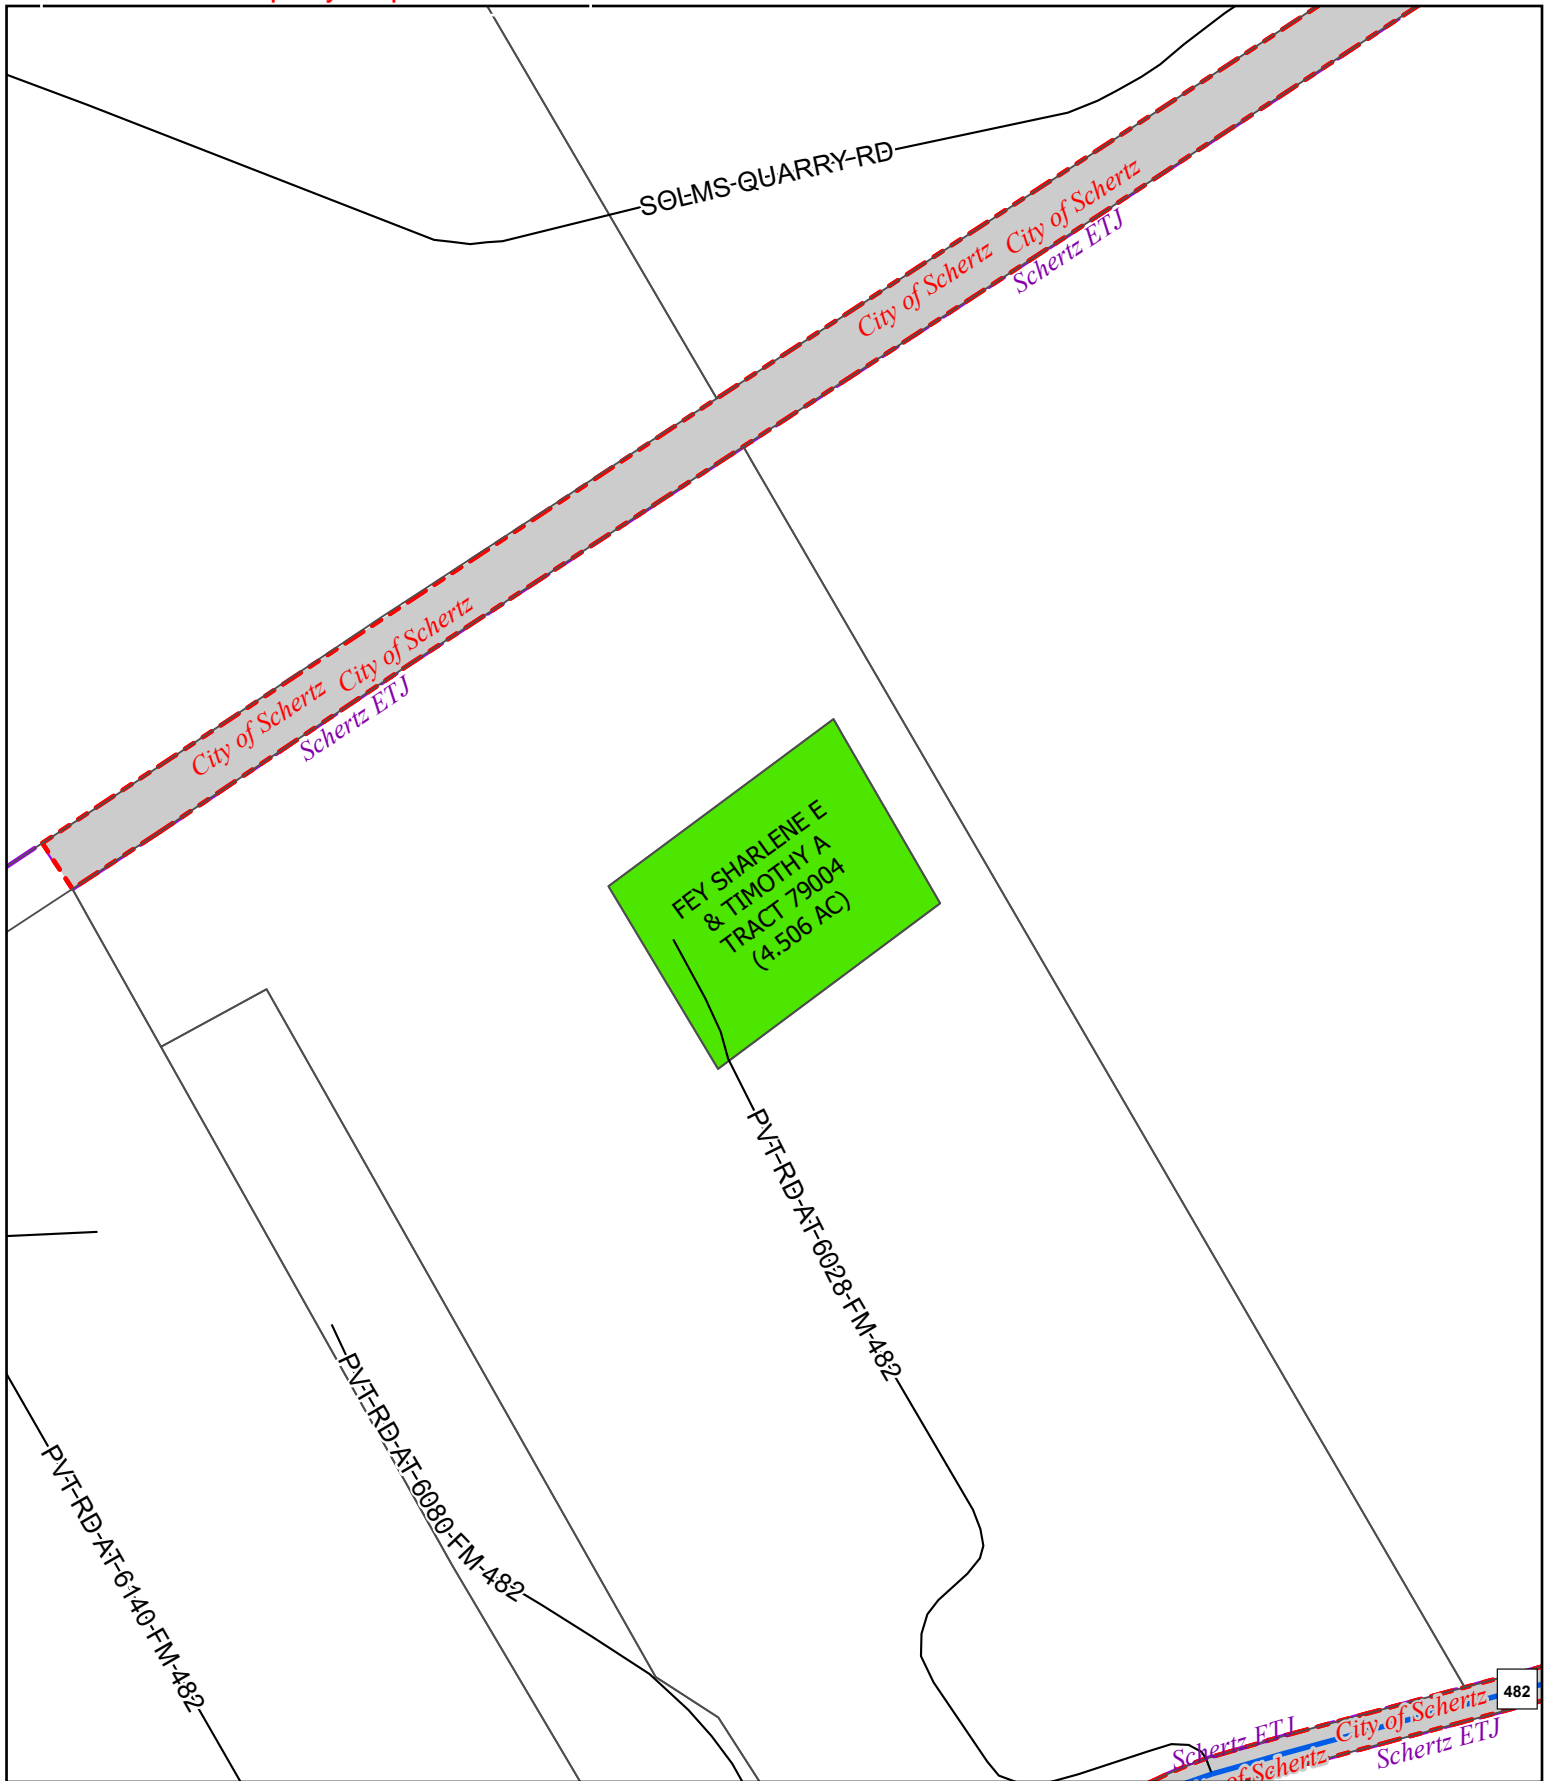 SOLMS-QUARRY-RD
City of Schertz
City of Schertz
Schertz ETJ
City of Schertz
City of Schertz
Schertz ETJ
FEY SHARLENE E
& TIMOTHY A
TRACT 79004
(4.506 AC)
PVT-RD-AT-6028-FM-482
PVT-RD-AT-6080-FM-482
PVT-RD-AT-6140-FM-482
482
City of Schertz
Schertz ETJ
Schertz ETJ
of Schertz